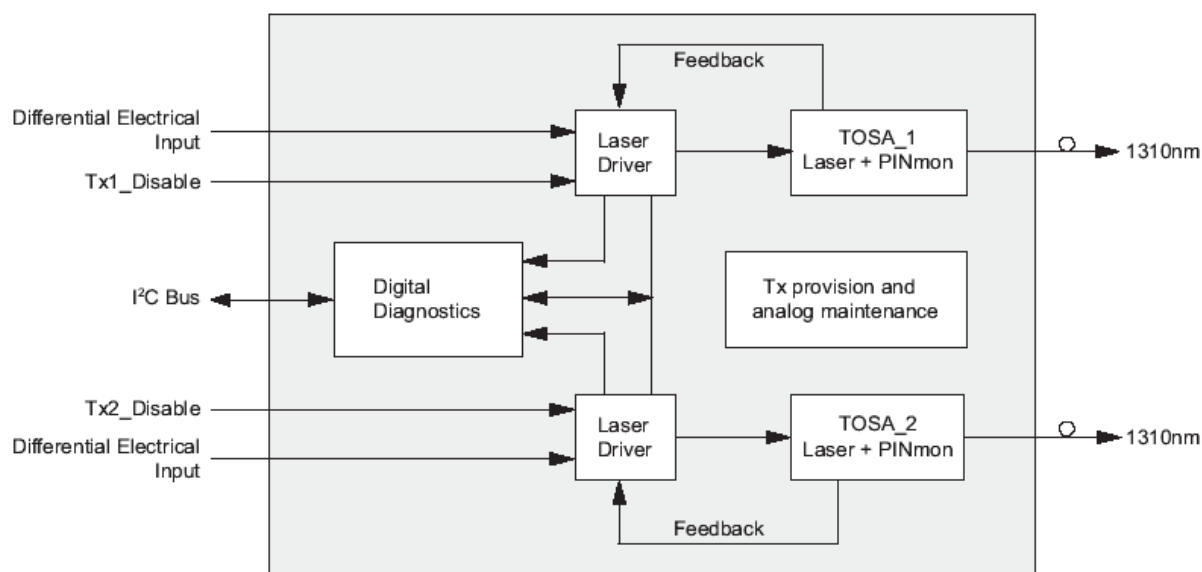 Feedback
Differential Electrical
Input
Laser
Driver
TOSA_1
Laser + PINmon
1310nm
Tx1_Disable
I²C Bus
Digital
Diagnostics
Tx provision and
analog maintenance
Tx2_Disable
Differential Electrical
Input
Laser
Driver
TOSA_2
Laser + PINmon
1310nm
Feedback